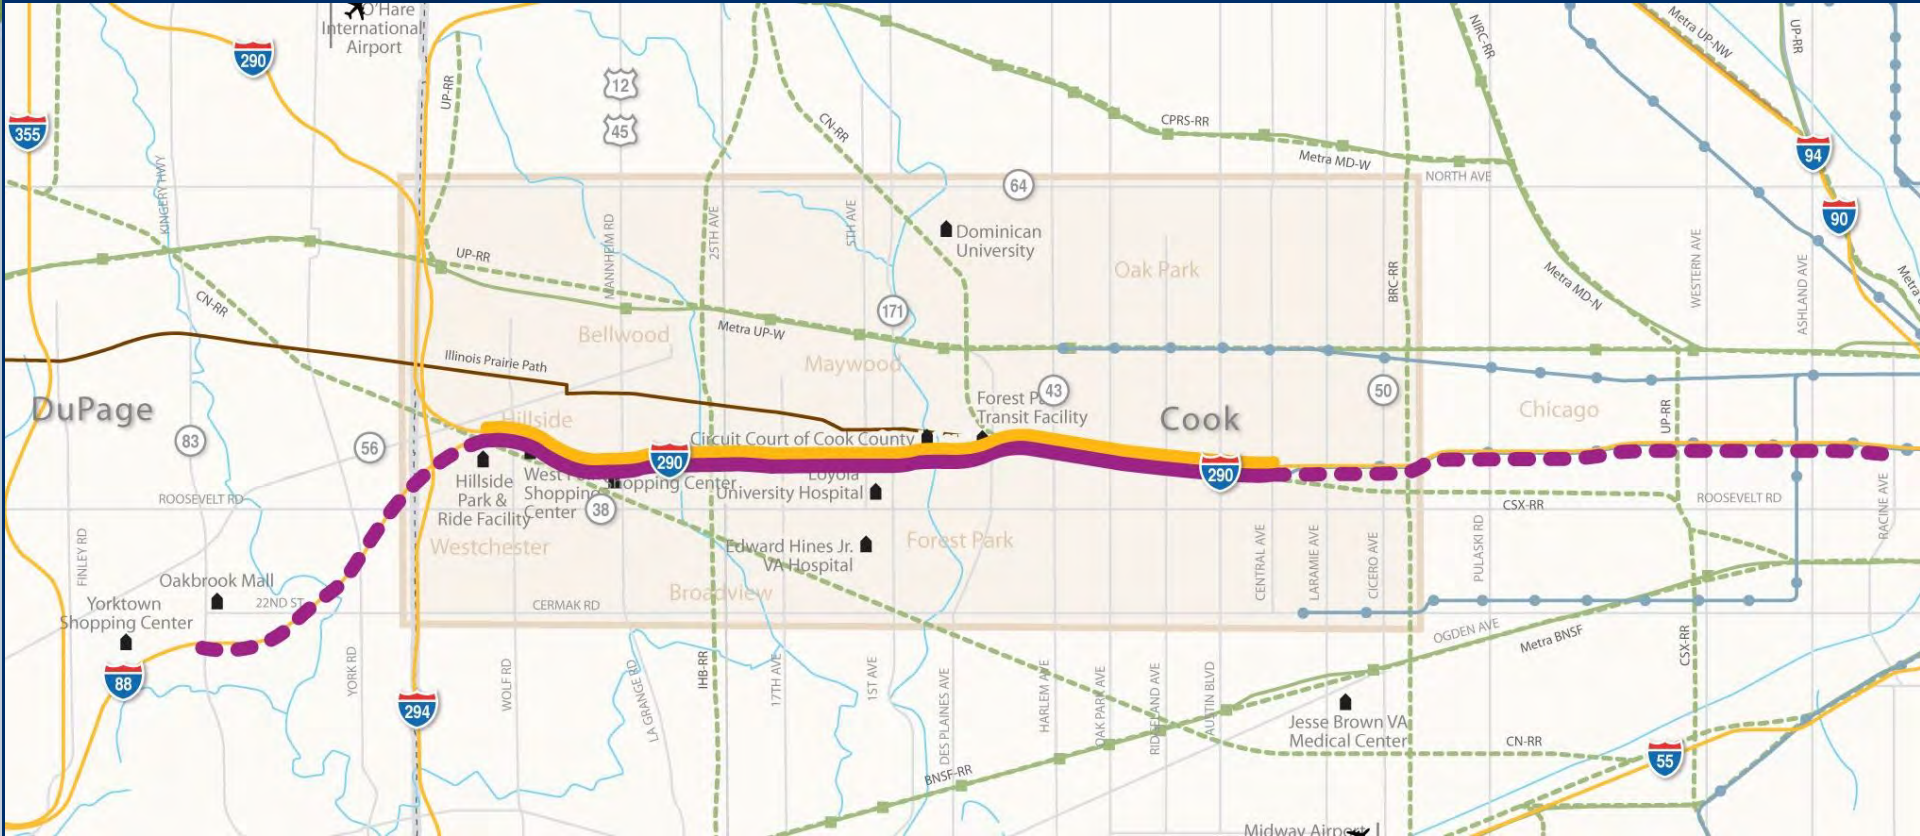 O'Hare
International
Airport
290
355
UP-RR
12
45
CN-RR
CPRS-RR
Metra MD-W
NIRC-RR
Metra UP-NW
UP-RR
94
90
NORTH AVE
64
KINGERY HWY
MANNHEIM RD
25TH AVE
5TH AVE
Dominican
University
Oak Park
BRC-RR
Metra MD-N
WESTERN AVE
ASHLAND AVE
UP-RR
CN-RR
171
Bellwood
Metra UP-W
Maywood
Illinois Prairie Path
DuPage
Hillside
43
50
Transit Facility
Cook
Chicago
UP-RR
83
56
Circuit Court of Cook County
290
290
Hillside
Park &
Ride Facility
Shopping
Center
Shopping Center
Loyola
University Hospital
38
ROOSEVELT RD
CSX-RR
ROOSEVELT RD
RACINE AVE
FINLEY RD
Westchester
Edward Hines Jr.
VA Hospital
Forest Park
CENTRAL AVE
LARAMIE AVE
CICERO AVE
PULASKI RD
Oakbrook Mall
22ND ST
Yorktown
Shopping Center
CERMAK RD
Broadview
OGDEN AVE
Metra BNSF
CSX-RR
88
YORK RD
294
WOLF RD
LA GRANGE RD
IHB-RR
17TH AVE
1ST AVE
DES PLAINES AVE
HARLEM AVE
OAK PARK AVE
RIDGELAND AVE
AUSTIN BLVD
Jesse Brown VA
Medical Center
CN-RR
55
BNSF-RR
Midway Airport